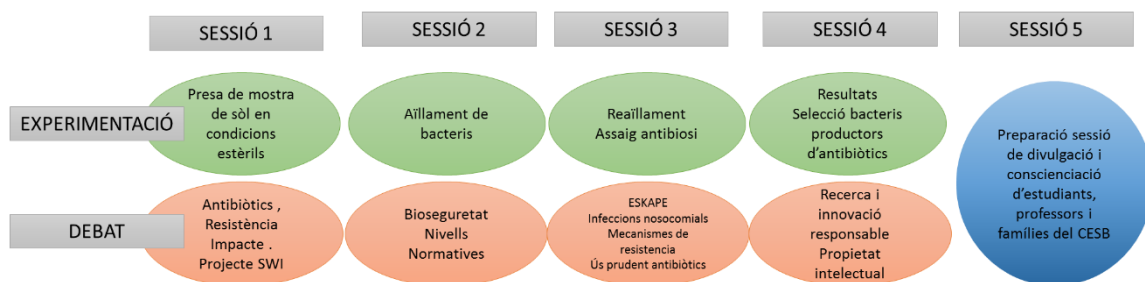 SESSIÓ 1
SESSIÓ 2
SESSIÓ 3
SESSIÓ 4
SESSIÓ 5
EXPERIMENTACIÓ
Presa de mostra
de sòl en
condicions
estèrils
Aïllament de
bacteris
Reaïllament
Assaig antibiosi
Resultats
Selecció bacteris
productors
d'antibiòtics
Preparació sessió
de divulgació i
conscienciació
d'estudiants,
professors i
famílies del CESB
DEBAT
Antibiòtics ,
Resistència
Impacte .
Projecte SWI
Bioseguretat
Nivells
Normatives
ESKAPE
Infeccions nosocomials
Mecanismes de
resistencia
Ús prudent antibiòtics
Recerca i
innovació
responsable
Propietat
intelectual